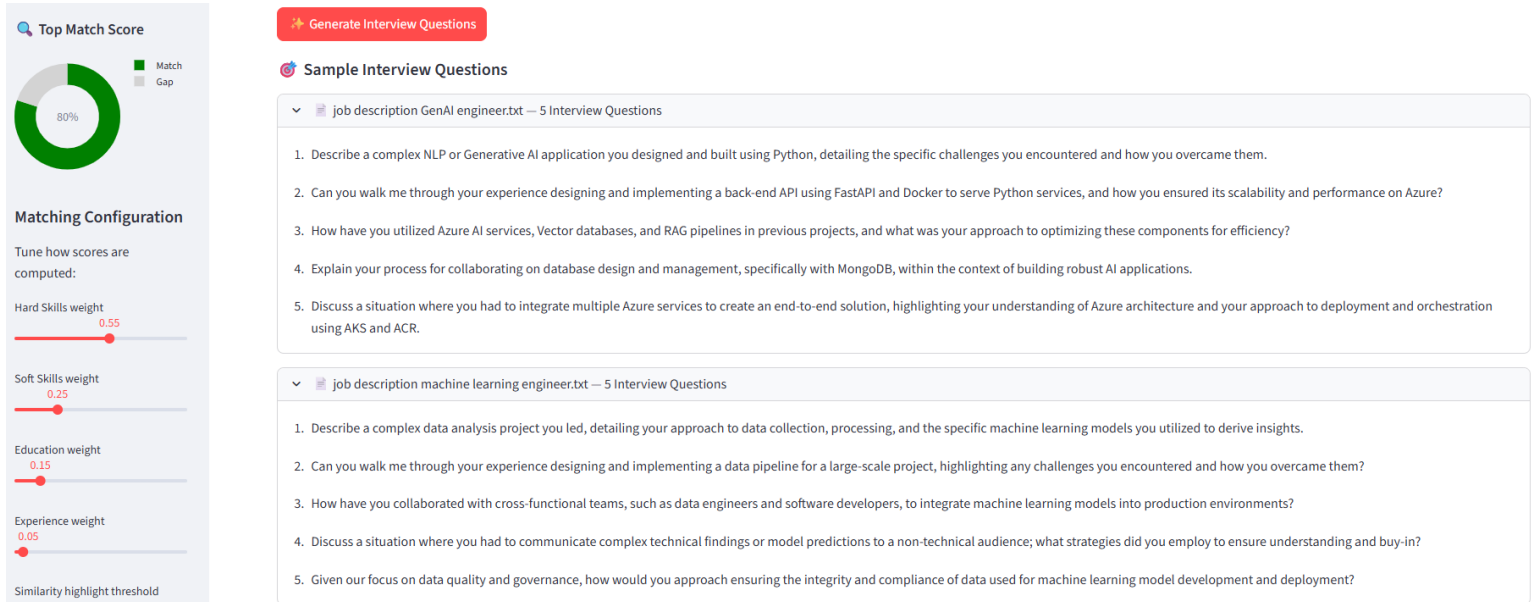 Top Match Score
Match
Gap
80%
Matching Configuration
Tune how scores are
computed:
Hard Skills weight
0.55
Soft Skills weight
0.25
Education weight
0.15
Experience weight
0.05
Similarity highlight threshold
Generate Interview Questions
Sample Interview Questions
job description GenAI engineer.txt — 5 Interview Questions
1. Describe a complex NLP or Generative AI application you designed and built using Python, detailing the specific challenges you encountered and how you overcame them.
2. Can you walk me through your experience designing and implementing a back-end API using FastAPI and Docker to serve Python services, and how you ensured its scalability and performance on Azure?
3. How have you utilized Azure AI services, Vector databases, and RAG pipelines in previous projects, and what was your approach to optimizing these components for efficiency?
4. Explain your process for collaborating on database design and management, specifically with MongoDB, within the context of building robust AI applications.
5. Discuss a situation where you had to integrate multiple Azure services to create an end-to-end solution, highlighting your understanding of Azure architecture and your approach to deployment and orchestration
using AKS and ACR.
job description machine learning engineer.txt — 5 Interview Questions
1. Describe a complex data analysis project you led, detailing your approach to data collection, processing, and the specific machine learning models you utilized to derive insights.
2. Can you walk me through your experience designing and implementing a data pipeline for a large-scale project, highlighting any challenges you encountered and how you overcame them?
3. How have you collaborated with cross-functional teams, such as data engineers and software developers, to integrate machine learning models into production environments?
4. Discuss a situation where you had to communicate complex technical findings or model predictions to a non-technical audience; what strategies did you employ to ensure understanding and buy-in?
5. Given our focus on data quality and governance, how would you approach ensuring the integrity and compliance of data used for machine learning model development and deployment?